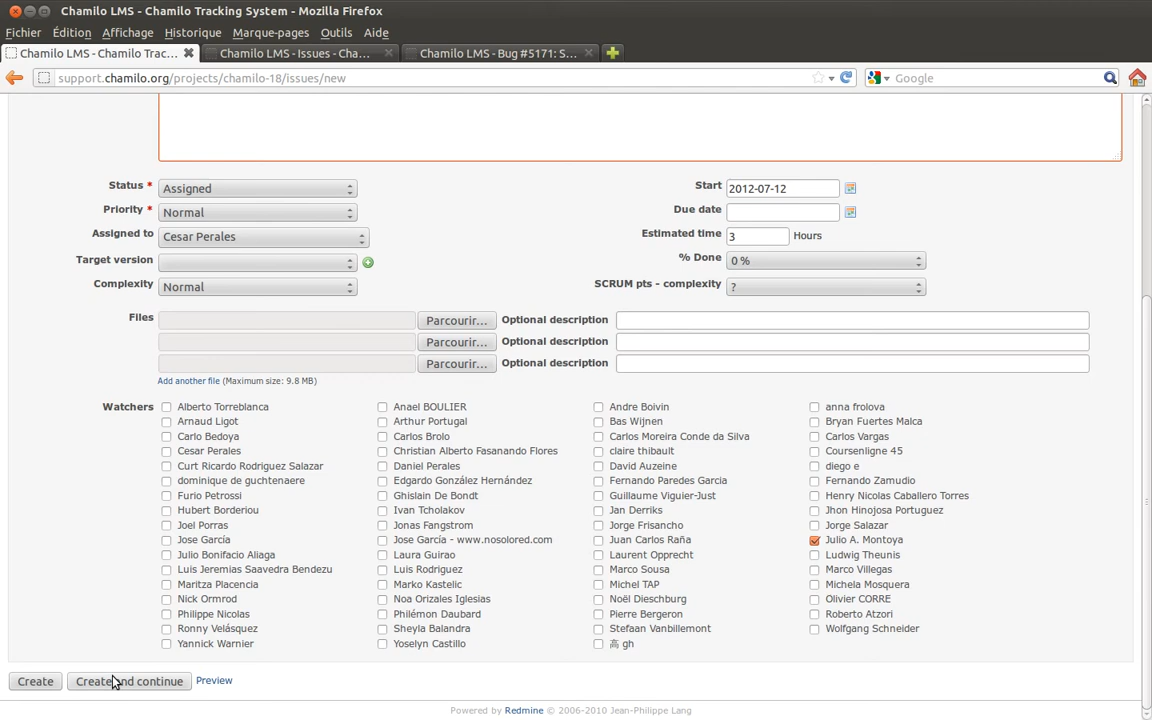 Chamilo LMS - Chamilo Tracking System - Mozilla Firefox
Fichier Édition Affichage Historique Marque-pages Outils Aide
Chamilo LMS - Chamilo Trac... Chamilo LMS - Issues - Cha... Chamilo LMS - Bug #5171: S...
support.chamilo.org/projects/chamilo-18/issues/new Google
Status * Assigned Start 2012-07-12
Priority * Normal Due date
Assigned to Cesar Perales Estimated time 3 Hours
Target version % Done 0 %
Complexity Normal SCRUM pts - complexity ?
Files Parcourir... Optional description
Parcourir... Optional description
Parcourir... Optional description
Add another file (Maximum size: 9.8 MB)
Watchers Alberto Torreblanca Anael BOULIER Andre Boivin anna frolova
Arnaud Ligot Arthur Portugal Bas Wijnen Bryan Fuertes Malca
Carlo Bedoya Carlos Brolo Carlos Moreira Conde da Silva Carlos Vargas
Cesar Perales Christian Alberto Fasanando Flores claire thibault Coursenligne 45
Curt Ricardo Rodriguez Salazar Daniel Perales David Auzeine diego e
dominique de guchtenaere Edgardo González Hernández Fernando Paredes Garcia Fernando Zamudio
Furio Petrossi Ghislain De Bondt Guillaume Viguier-Just Henry Nicolas Caballero Torres
Hubert Borderiou Ivan Tcholakov Jan Derriks Jhon Hinojosa Portuguez
Joel Porras Jonas Fangstrom Jorge Frisancho Jorge Salazar
Jose García Jose García - www.nosolored.com Juan Carlos Raña Julio A. Montoya
Julio Bonifacio Aliaga Laura Guirao Laurent Opprecht Ludwig Theunis
Luis Jeremias Saavedra Bendezu Luis Rodriguez Marco Sousa Marco Villegas
Maritza Placencia Marko Kastelic Michel TAP Michela Mosquera
Nick Ormrod Noa Orizales Iglesias Noël Dieschburg Olivier CORRE
Philippe Nicolas Philémon Daubard Pierre Bergeron Roberto Atzori
Ronny Velásquez Sheyla Balandra Stefaan Vanbillemont Wolfgang Schneider
Yannick Warnier Yoselyn Castillo 高 gh
Create Create and continue Preview
Powered by Redmine © 2006-2010 Jean-Philippe Lang